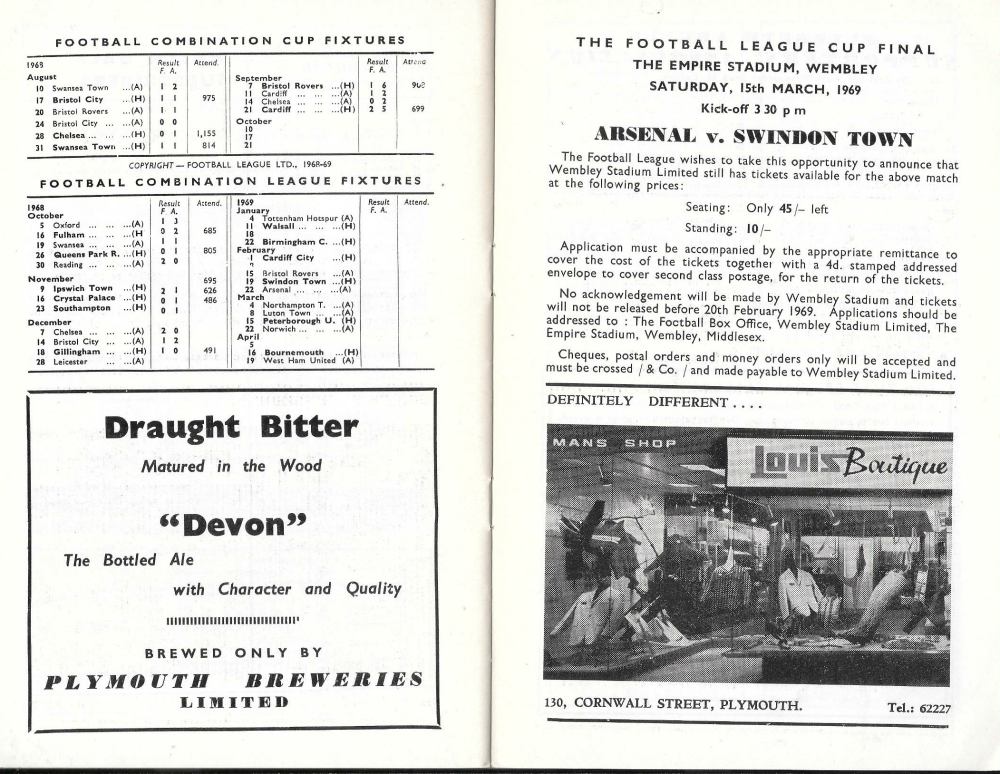 FOOTBALL COMBINATION CUP FIXTURES
1968 Result Attend.
F. A.
August
10 Swansea Town ...(A) 1 2
17 Bristol City ...(H) 1 1 975
20 Bristol Rovers ...(A) 1 1
24 Bristol City ... ...(A) 0 0
28 Chelsea ... ... ...(H) 0 1 1,155
31 Swansea Town ...(H) 1 1 814
Result Attend
F. A.
September
7 Bristol Rovers ...(H) 1 6
11 Cardiff ... ...(A) 1 2
14 Chelsea ... ...(A) 0 2
21 Cardiff ... ...(H) 2 5 699
October
10
17
21
COPYRIGHT — FOOTBALL LEAGUE LTD., 1968-69
FOOTBALL COMBINATION LEAGUE FIXTURES
1968 Result Attend.
October F. A.
5 Oxford ... ... ...(A) 1 3
16 Fulham ... ...(H 0 2 685
19 Swansea ... ...(A) 1 1
26 Queens Park R. ...(H) 0 1 805
30 Reading ... ...(A) 2 0
November 695
9 Ipswich Town ...(H) 2 1 626
16 Crystal Palace ...(H) 0 1 486
23 Southampton ...(H) 0 1
December
7 Chelsea ... ... ...(A) 2 0
14 Bristol City ... ...(A) 1 2
18 Gillingham ... ...(H) 1 0 491
28 Leicester ... ...(A)
1969 Result Attend.
January F. A.
4 Tottenham Hotspur (A)
11 Walsall ... ... ...(H)
18
22 Birmingham C. ...(H)
February
1 Cardiff City ...(H)
15 Bristol Rovers ...(A)
19 Swindon Town ...(H)
22 Arsenal ... ... ...(A)
March
4 Northampton T. ...(A)
8 Luton Town ... ...(A)
15 Peterborough U. (H)
22 Norwich ... ...(A)
April
5
16 Bournemouth ...(H)
19 West Ham United (A)
Draught Bitter
Matured in the Wood
“Devon”
The Bottled Ale
with Character and Quality
BREWED ONLY BY
PLYMOUTH BREWERIES
LIMITED
THE FOOTBALL LEAGUE CUP FINAL
THE EMPIRE STADIUM, WEMBLEY
SATURDAY, 15th MARCH, 1969
Kick-off 3 30 p m
ARSENAL v. SWINDON TOWN
The Football League wishes to take this opportunity to announce that
Wembley Stadium Limited still has tickets available for the above match
at the following prices:
Seating: Only 45/- left
Standing: 10/-
Application must be accompanied by the appropriate remittance to
cover the cost of the tickets together with a 4d. stamped addressed
envelope to cover second class postage, for the return of the tickets.
No acknowledgement will be made by Wembley Stadium and tickets
will not be released before 20th February 1969. Applications should be
addressed to : The Football Box Office, Wembley Stadium Limited, The
Empire Stadium, Wembley, Middlesex.
Cheques, postal orders and money orders only will be accepted and
must be crossed / & Co. / and made payable to Wembley Stadium Limited.
DEFINITELY DIFFERENT . . . .
MANS SHOP
Louis Boutique
130, CORNWALL STREET, PLYMOUTH. Tel.: 62227